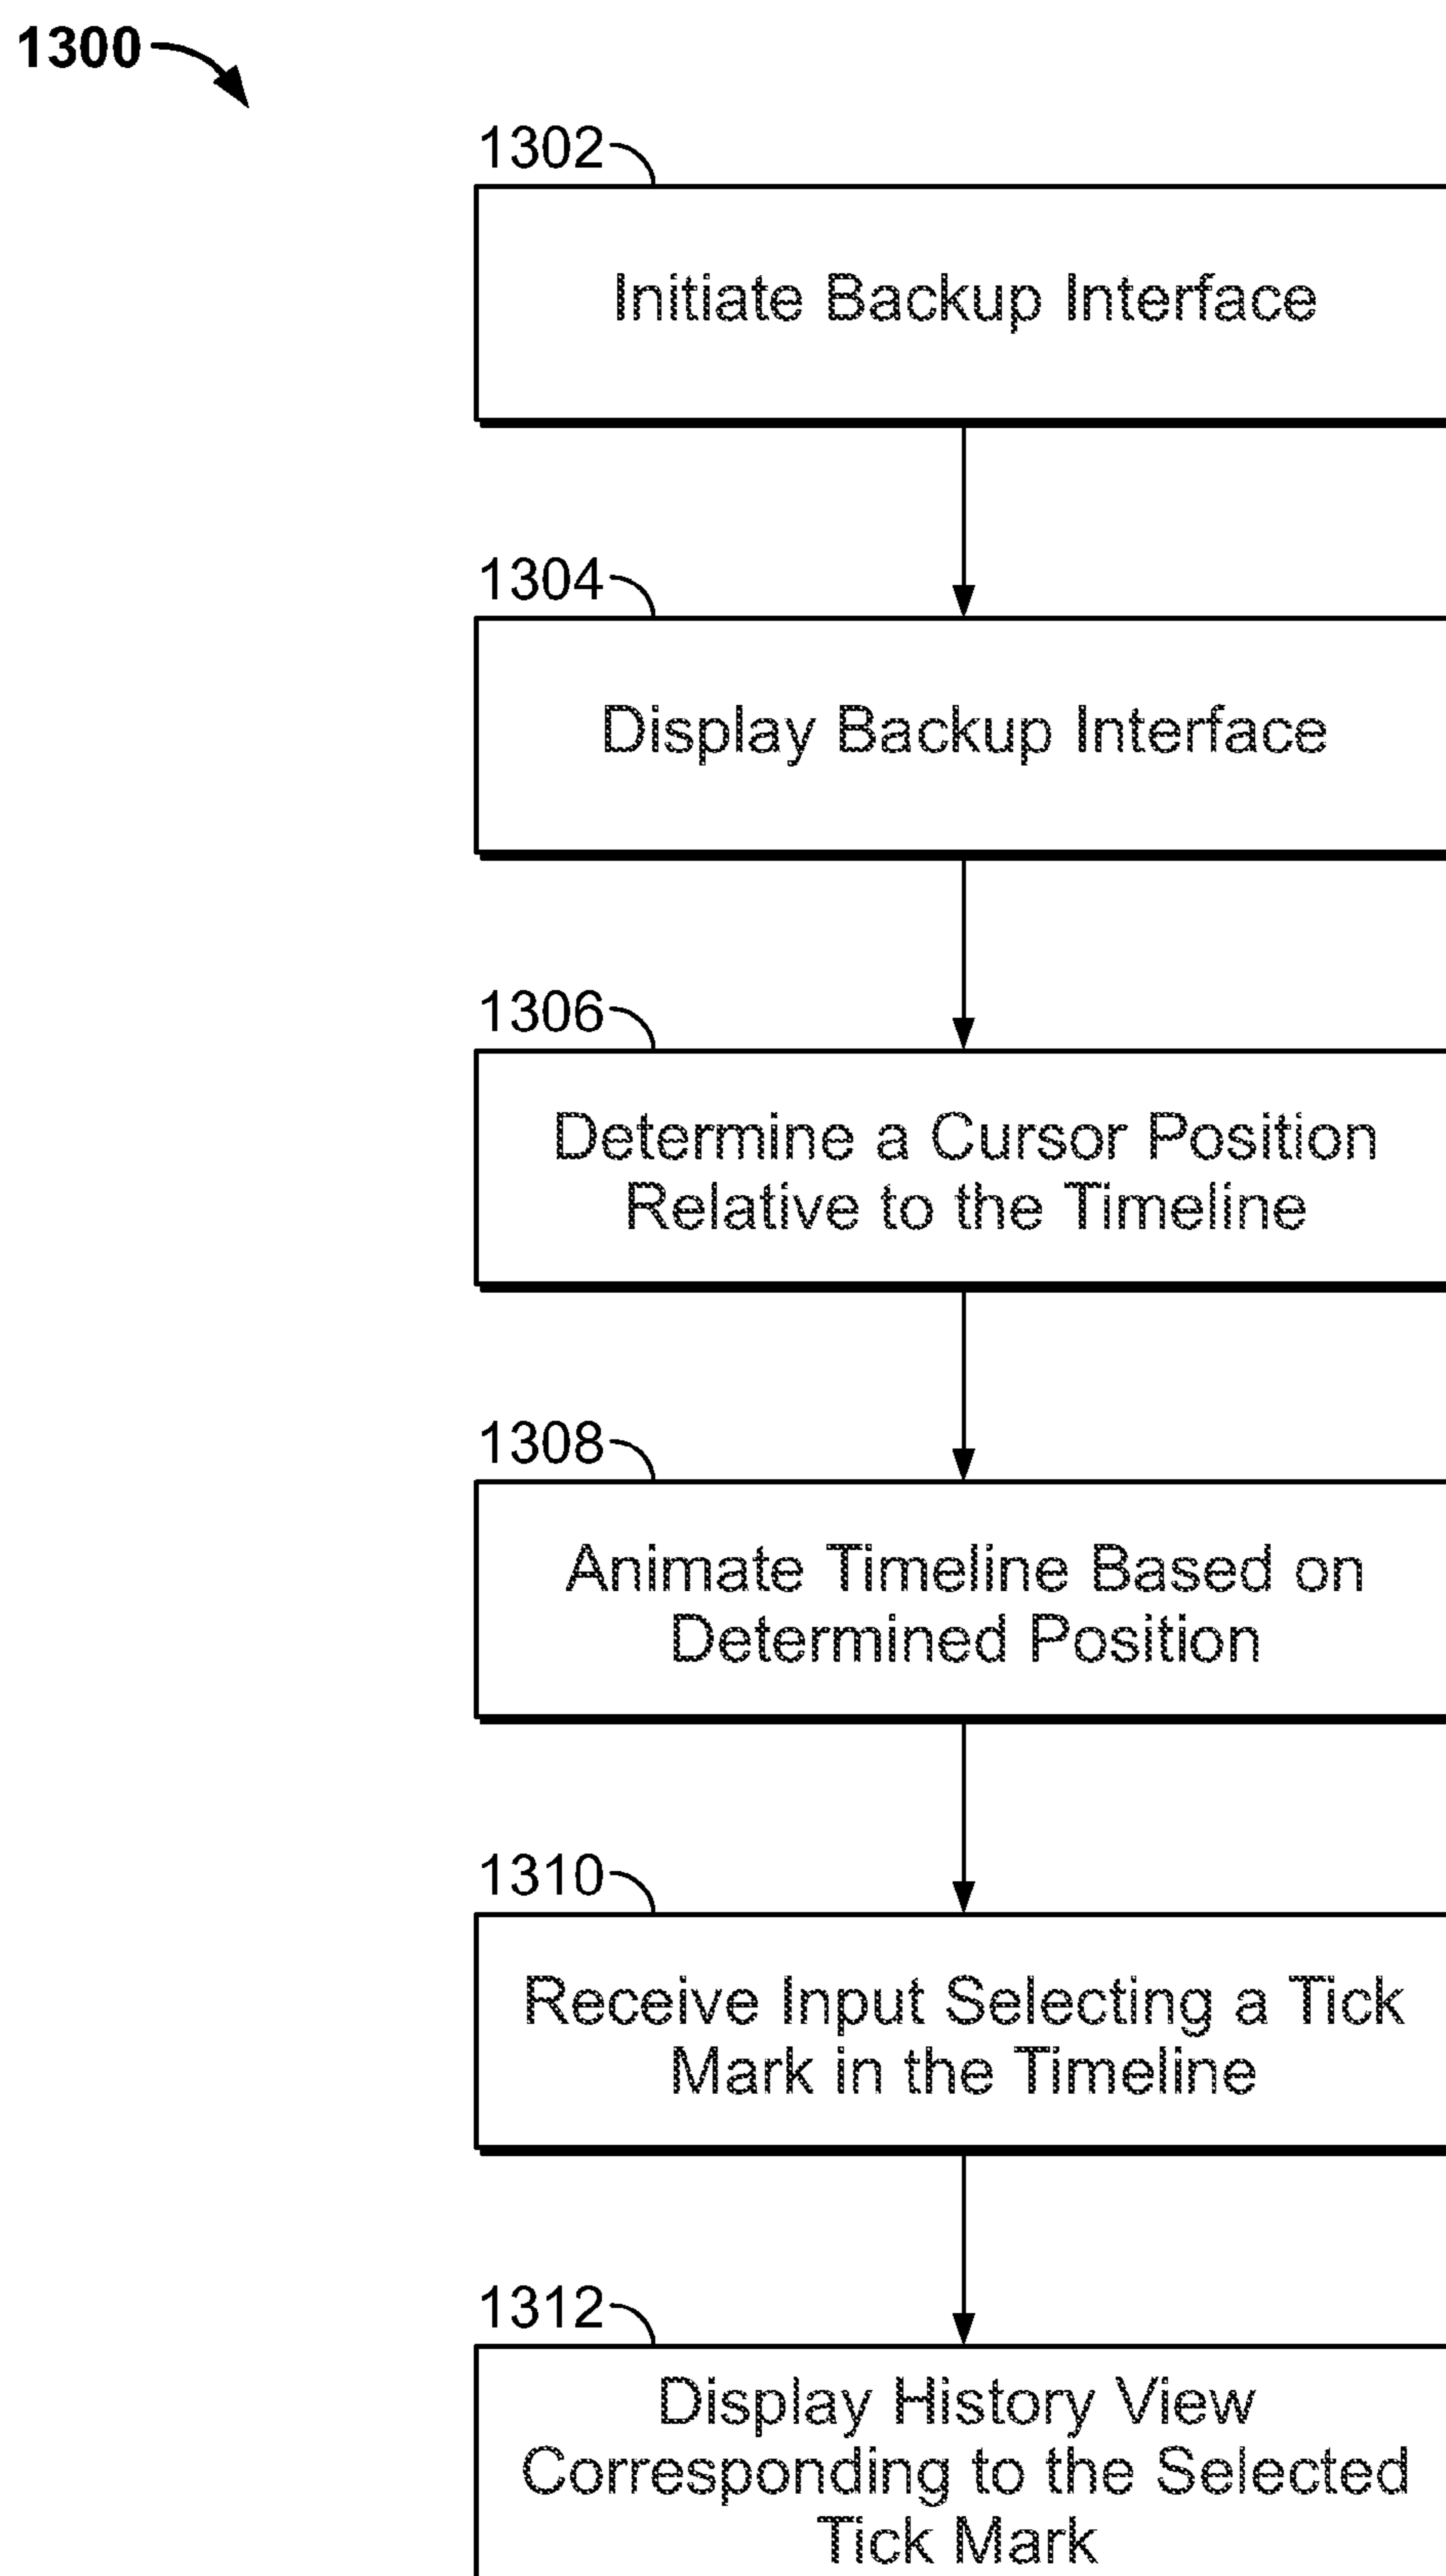 1300
1302
Initiate Backup Interface
1304
Display Backup Interface
1306
Determine a Cursor Position
Relative to the Timeline
1308
Animate Timeline Based on
Determined Position
1310
Receive Input Selecting a Tick
Mark in the Timeline
1312
Display History View
Corresponding to the Selected
Tick Mark